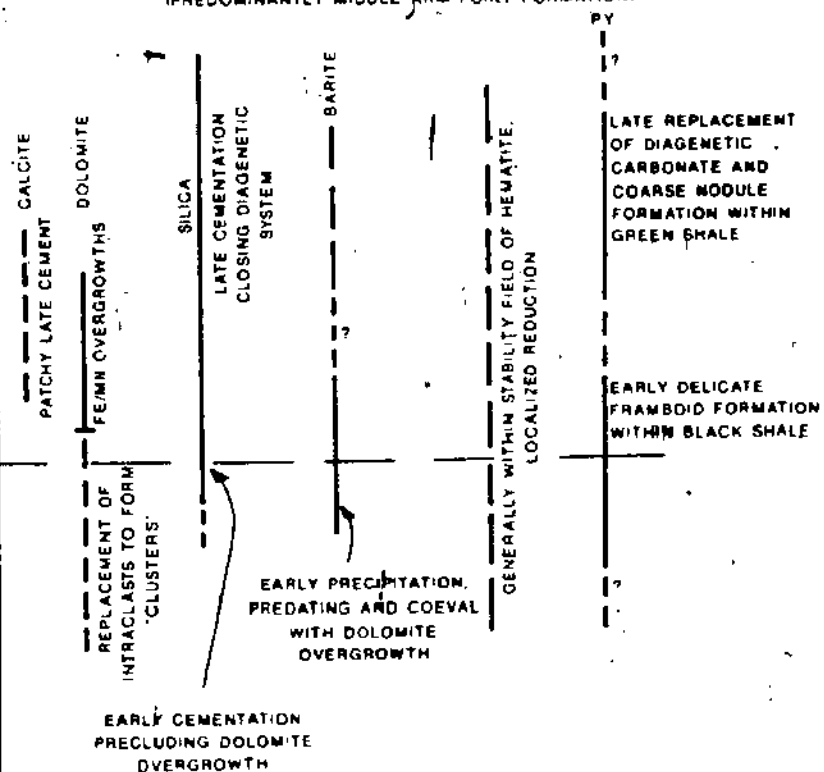 (PREDOMINANTLY MIDDLE AND
PY
?
CALCITE
PATCHY LATE CEMENT
DOLOMITE
FE/MN OVERGROWTHS
REPLACEMENT OF
INTRACLASTS TO FORM
'CLUSTERS'
SILICA
LATE CEMENTATION
CLOSING DIAGENETIC
SYSTEM
BARITE
?
GENERALLY WITHIN STABILITY FIELD OF HEMATITE,
LOCALIZED REDUCTION
LATE REPLACEMENT
OF DIAGENETIC
CARBONATE AND
COARSE NODULE
FORMATION WITHIN
GREEN SHALE
EARLY DELICATE
FRAMBOID FORMATION
WITHIN BLACK SHALE
?
EARLY PRECIPITATION,
PREDATING AND COEVAL
WITH DOLOMITE
OVERGROWTH
EARLY CEMENTATION
PRECLUDING DOLOMITE
OVERGROWTH